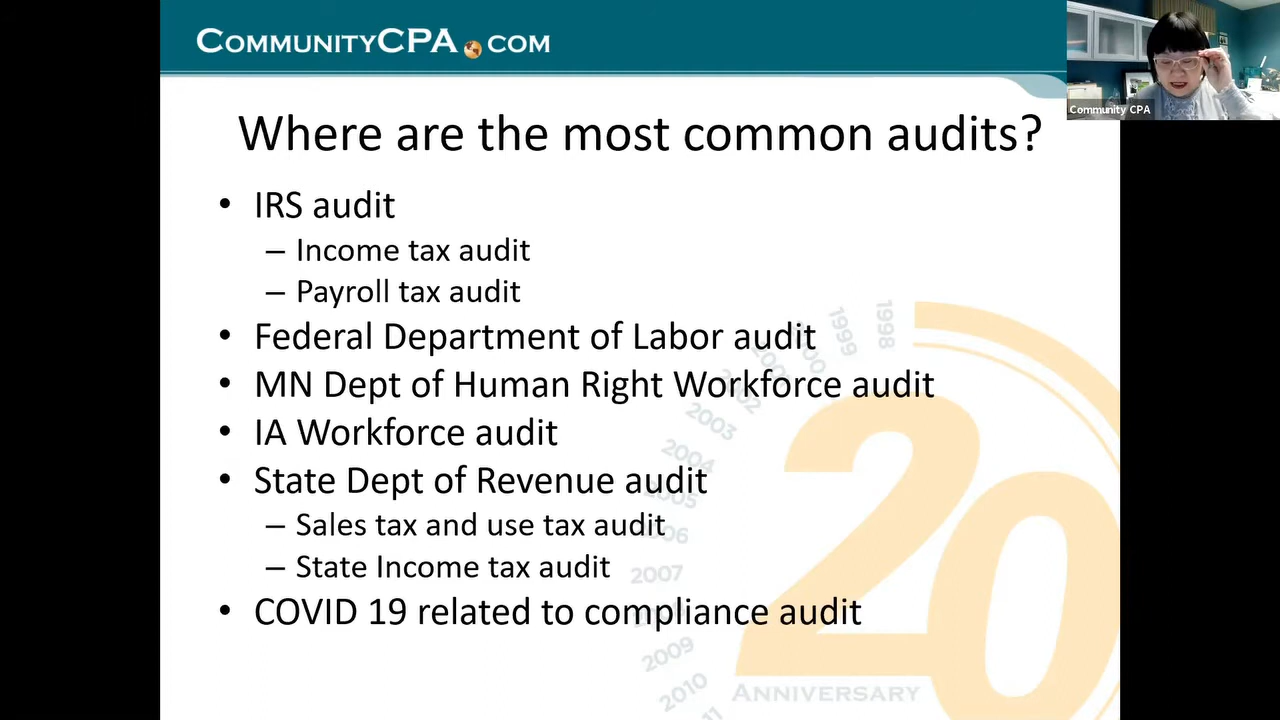 COMMUNITYCPA.COM
Community CPA
Where are the most common audits?
• IRS audit
– Income tax audit
– Payroll tax audit
• Federal Department of Labor audit
• MN Dept of Human Right Workforce audit
• IA Workforce audit
• State Dept of Revenue audit
– Sales tax and use tax audit
– State Income tax audit
• COVID 19 related to compliance audit
1998
1999
2002
2003
2004
2005
2006
2007
2009
2010
20
ANNIVERSARY